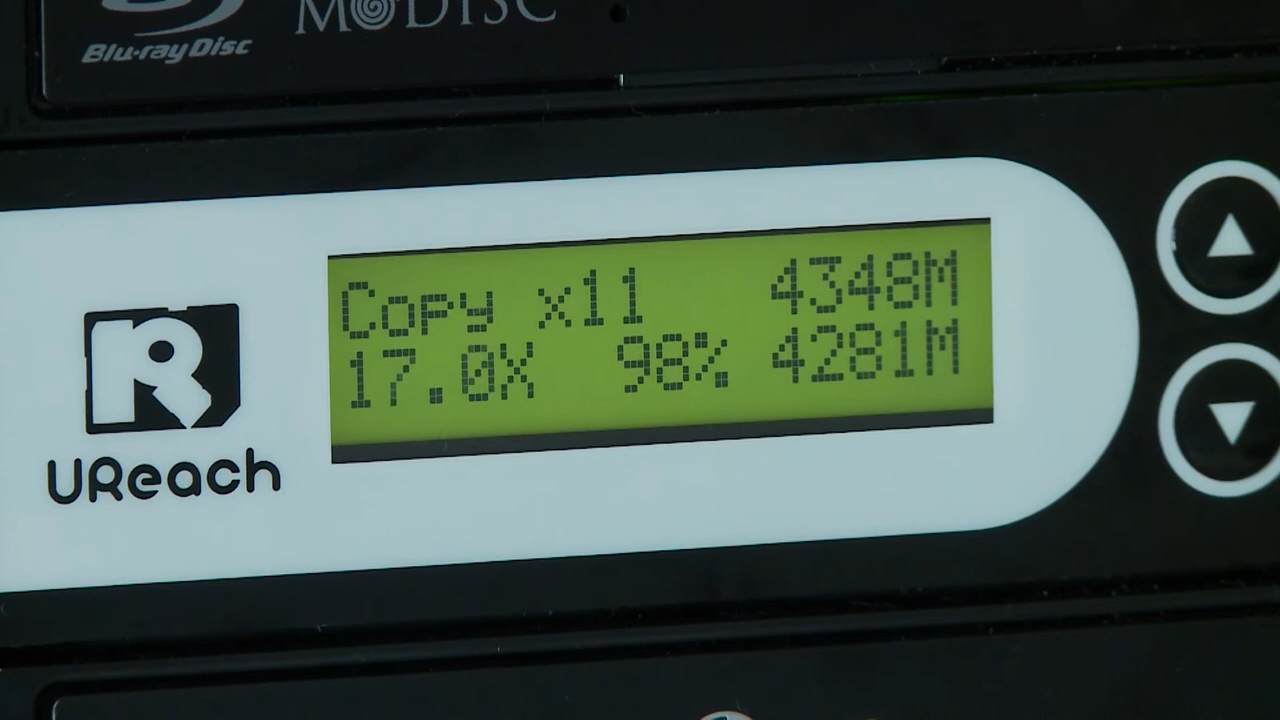 Blu-ray Disc
M DISC
Copy x11 4348M
17.0X 98% 4281M
R
UReach